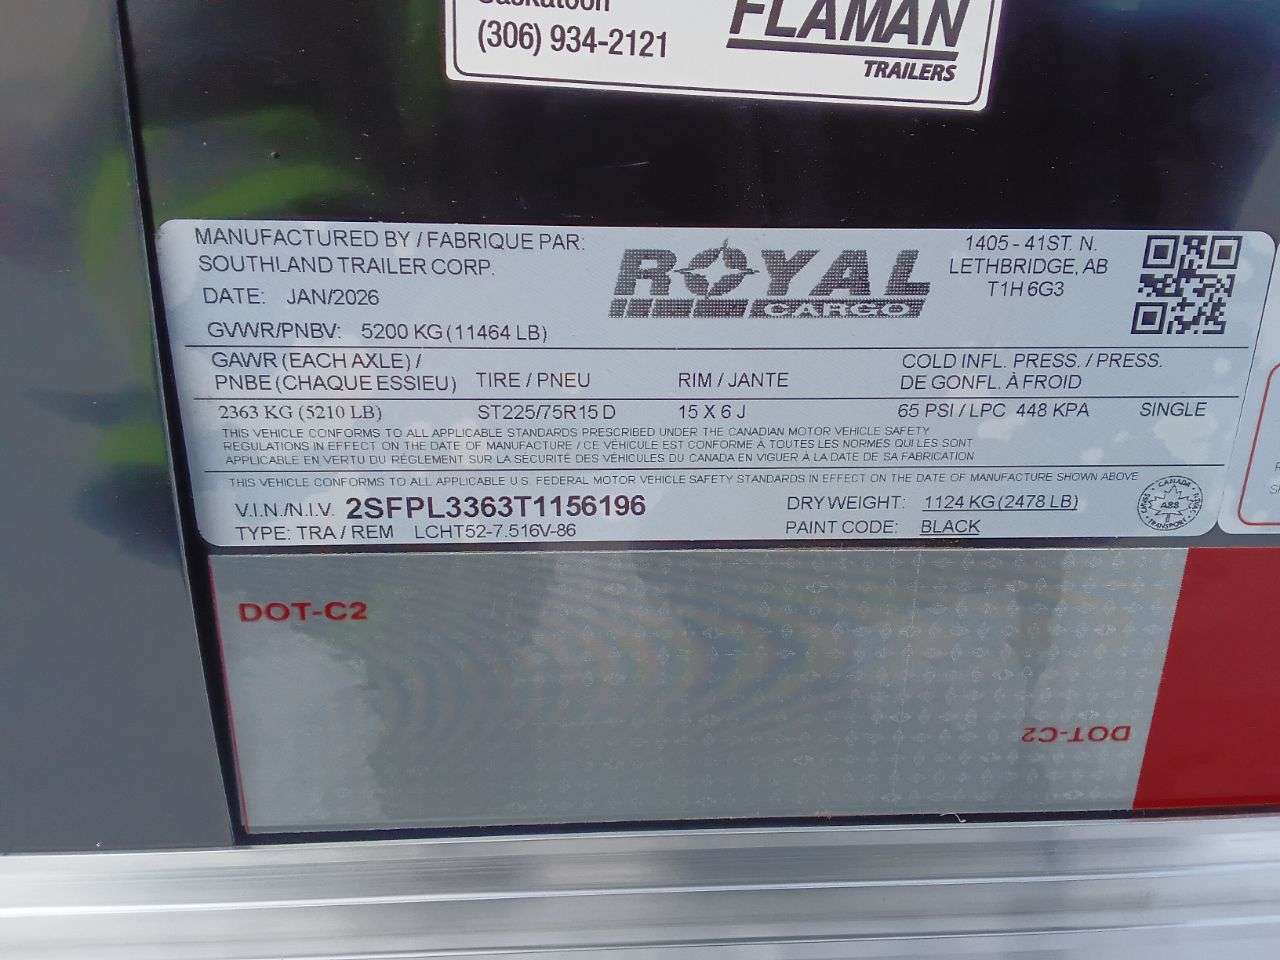 Saskatoon
(306) 934-2121
FLAMAN
TRAILERS
MANUFACTURED BY / FABRIQUE PAR:
SOUTHLAND TRAILER CORP.
DATE: JAN/2026
GVWR/PNBV: 5200 KG (11464 LB)
ROYAL
CARGO
1405 - 41ST. N.
LETHBRIDGE, AB
T1H 6G3
GAWR (EACH AXLE) /
PNBE (CHAQUE ESSIEU)
TIRE / PNEU
RIM / JANTE
COLD INFL. PRESS. / PRESS.
DE GONFL. À FROID
2363 KG (5210 LB) ST225/75R15 D 15 X 6 J 65 PSI / LPC 448 KPA SINGLE
THIS VEHICLE CONFORMS TO ALL APPLICABLE STANDARDS PRESCRIBED UNDER THE CANADIAN MOTOR VEHICLE SAFETY
REGULATIONS IN EFFECT ON THE DATE OF MANUFACTURE / CE VÉHICULE EST CONFORME À TOUTES LES NORMES QUI LES SONT
APPLICABLE EN VERTU DU RÉGLEMENT SUR LA SÉCURITÉ DES VÉHICULES DU CANADA EN VIGUER À LA DATE DE SA FABRICATION
THIS VEHICLE CONFORMS TO ALL APPLICABLE U.S. FEDERAL MOTOR VEHICLE SAFETY STANDARDS IN EFFECT ON THE DATE OF MANUFACTURE SHOWN ABOVE
V.I.N./N.I.V. 2SFPL3363T1156196 DRY WEIGHT: 1124 KG (2478 LB)
TYPE: TRA / REM LCHT52-7.516V-86 PAINT CODE: BLACK
CANADA
TRANSPORT
DOT-C2
DOT-C2